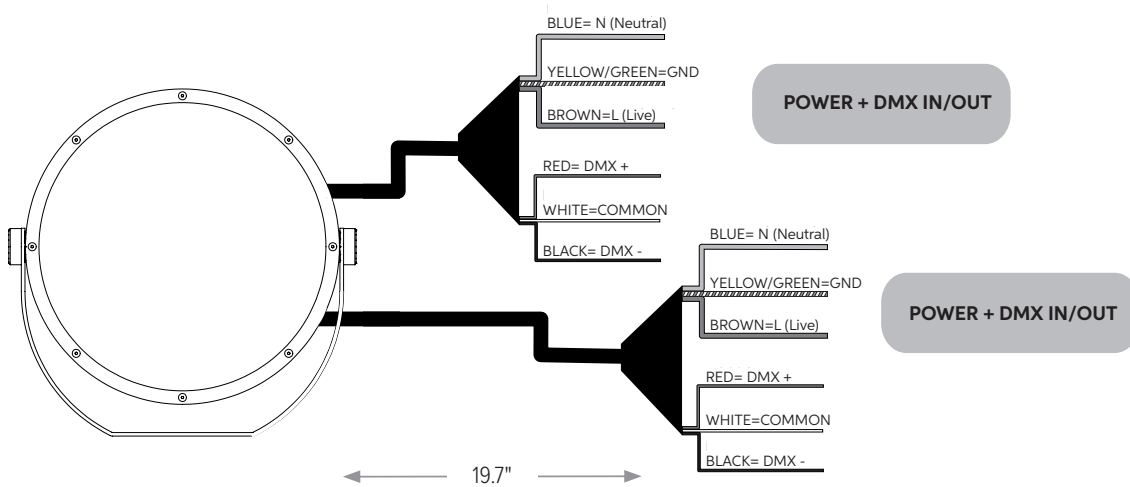 BLUE= N (Neutral)
YELLOW/GREEN=GND
BROWN=L (Live)
POWER + DMX IN/OUT
RED= DMX +
WHITE=COMMON
BLACK= DMX -
BLUE= N (Neutral)
YELLOW/GREEN=GND
BROWN=L (Live)
POWER + DMX IN/OUT
RED= DMX +
WHITE=COMMON
BLACK= DMX -
19.7"